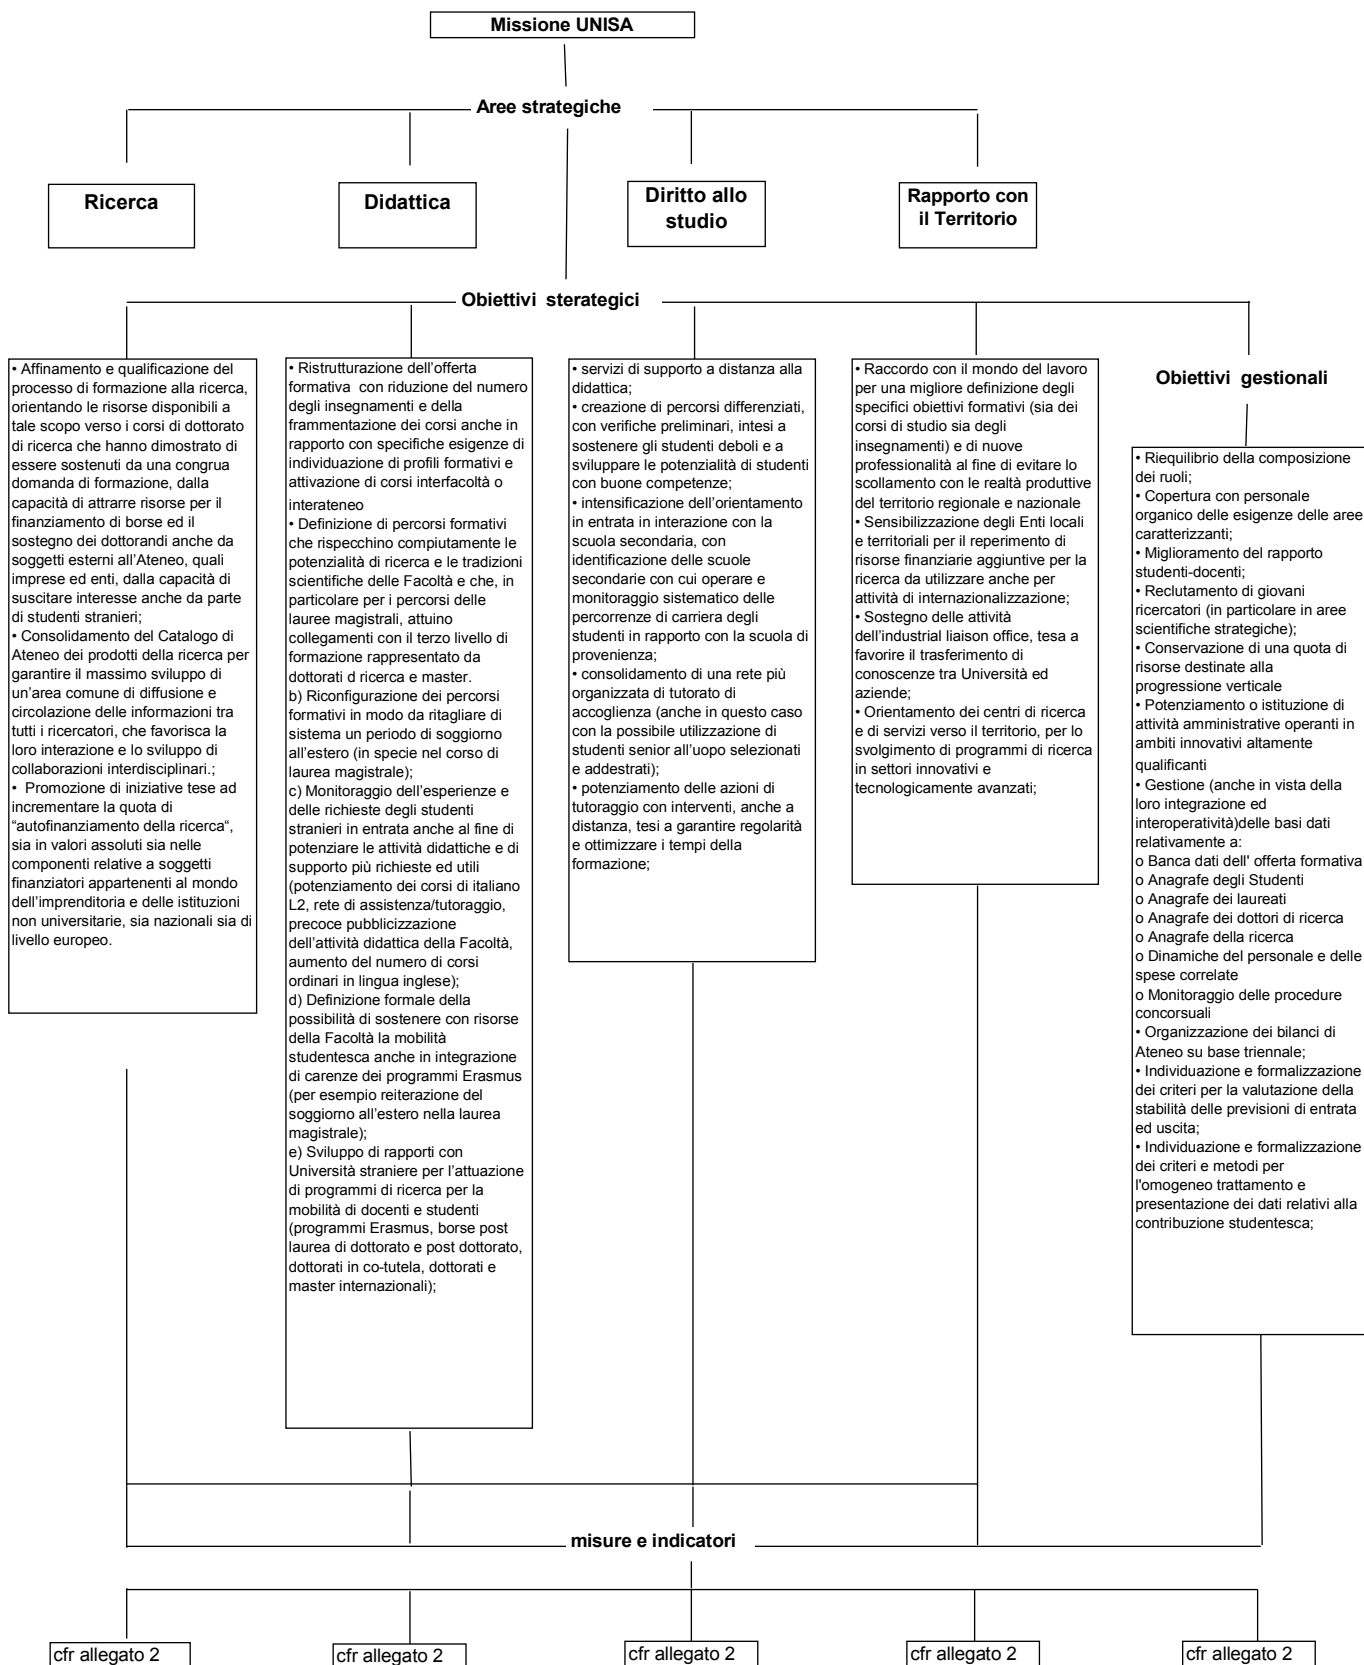 Missione UNISA
Aree strategiche
Ricerca
Didattica
Diritto allo
studio
Rapporto con
il Territorio
Obiettivi  sterategici
• Affinamento e qualificazione del
processo di formazione alla ricerca,
orientando le risorse disponibili a
tale scopo verso i corsi di dottorato
di ricerca che hanno dimostrato di
essere sostenuti da una congrua
domanda di formazione, dalla
capacità di attrarre risorse per il
finanziamento di borse ed il
sostegno dei dottorandi anche da
soggetti esterni all'Ateneo, quali
imprese ed enti, dalla capacità di
suscitare interesse anche da parte
di studenti stranieri;
• Consolidamento del Catalogo di
Ateneo dei prodotti della ricerca per
garantire il massimo sviluppo di
un'area comune di diffusione e
circolazione delle informazioni tra
tutti i ricercatori, che favorisca la
loro interazione e lo sviluppo di
collaborazioni interdisciplinari.;
•  Promozione di iniziative tese ad
incrementare la quota di
“autofinanziamento della ricerca“,
sia in valori assoluti sia nelle
componenti relative a soggetti
finanziatori appartenenti al mondo
dell'imprenditoria e delle istituzioni
non universitarie, sia nazionali sia di
livello europeo.
• Ristrutturazione dell'offerta
formativa  con riduzione del numero
degli insegnamenti e della
frammentazione dei corsi anche in
rapporto con specifiche esigenze di
individuazione di profili formativi e
attivazione di corsi interfacoltà o
interateneo
• Definizione di percorsi formativi
che rispecchino compiutamente le
potenzialità di ricerca e le tradizioni
scientifiche delle Facoltà e che, in
particolare per i percorsi delle
lauree magistrali, attuino
collegamenti con il terzo livello di
formazione rappresentato da
dottorati d ricerca e master.
b) Riconfigurazione dei percorsi
formativi in modo da ritagliare di
sistema un periodo di soggiorno
all'estero (in specie nel corso di
laurea magistrale);
c) Monitoraggio dell'esperienze e
delle richieste degli studenti
stranieri in entrata anche al fine di
potenziare le attività didattiche e di
supporto più richieste ed utili
(potenziamento dei corsi di italiano
L2, rete di assistenza/tutoraggio,
precoce pubblicizzazione
dell'attività didattica della Facoltà,
aumento del numero di corsi
ordinari in lingua inglese);
d) Definizione formale della
possibilità di sostenere con risorse
della Facoltà la mobilità
studentesca anche in integrazione
di carenze dei programmi Erasmus
(per esempio reiterazione del
soggiorno all'estero nella laurea
magistrale);
e) Sviluppo di rapporti con
Università straniere per l'attuazione
di programmi di ricerca per la
mobilità di docenti e studenti
(programmi Erasmus, borse post
laurea di dottorato e post dottorato,
dottorati in co-tutela, dottorati e
master internazionali);
• servizi di supporto a distanza alla
didattica;
• creazione di percorsi differenziati,
con verifiche preliminari, intesi a
sostenere gli studenti deboli e a
sviluppare le potenzialità di studenti
con buone competenze;
• intensificazione dell'orientamento
in entrata in interazione con la
scuola secondaria, con
identificazione delle scuole
secondarie con cui operare e
monitoraggio sistematico delle
percorrenze di carriera degli
studenti in rapporto con la scuola di
provenienza;
• consolidamento di una rete più
organizzata di tutorato di
accoglienza (anche in questo caso
con la possibile utilizzazione di
studenti senior all'uopo selezionati
e addestrati);
• potenziamento delle azioni di
tutoraggio con interventi, anche a
distanza, tesi a garantire regolarità
e ottimizzare i tempi della
formazione;
• Raccordo con il mondo del lavoro
per una migliore definizione degli
specifici obiettivi formativi (sia dei
corsi di studio sia degli
insegnamenti) e di nuove
professionalità al fine di evitare lo
scollamento con le realtà produttive
del territorio regionale e nazionale
• Sensibilizzazione degli Enti locali
e territoriali per il reperimento di
risorse finanziarie aggiuntive per la
ricerca da utilizzare anche per
attività di internazionalizzazione;
• Sostegno delle attività
dell'industrial liaison office, tesa a
favorire il trasferimento di
conoscenze tra Università ed
aziende;
• Orientamento dei centri di ricerca
e di servizi verso il territorio, per lo
svolgimento di programmi di ricerca
in settori innovativi e
tecnologicamente avanzati;
Obiettivi  gestionali
• Riequilibrio della composizione
dei ruoli;
• Copertura con personale
organico delle esigenze delle aree
caratterizzanti;
• Miglioramento del rapporto
studenti-docenti;
• Reclutamento di giovani
ricercatori (in particolare in aree
scientifiche strategiche);
• Conservazione di una quota di
risorse destinate alla
progressione verticale
• Potenziamento o istituzione di
attività amministrative operanti in
ambiti innovativi altamente
qualificanti
• Gestione (anche in vista della
loro integrazione ed
interoperatività)delle basi dati
relativamente a:
o Banca dati dell' offerta formativa
o Anagrafe degli Studenti
o Anagrafe dei laureati
o Anagrafe dei dottori di ricerca
o Anagrafe della ricerca
o Dinamiche del personale e delle
spese correlate
o Monitoraggio delle procedure
concorsuali
• Organizzazione dei bilanci di
Ateneo su base triennale;
• Individuazione e formalizzazione
dei criteri per la valutazione della
stabilità delle previsioni di entrata
ed uscita;
• Individuazione e formalizzazione
dei criteri e metodi per
l'omogeneo trattamento e
presentazione dei dati relativi alla
contribuzione studentesca;
misure e indicatori
cfr allegato 2
cfr allegato 2
cfr allegato 2
cfr allegato 2
cfr allegato 2